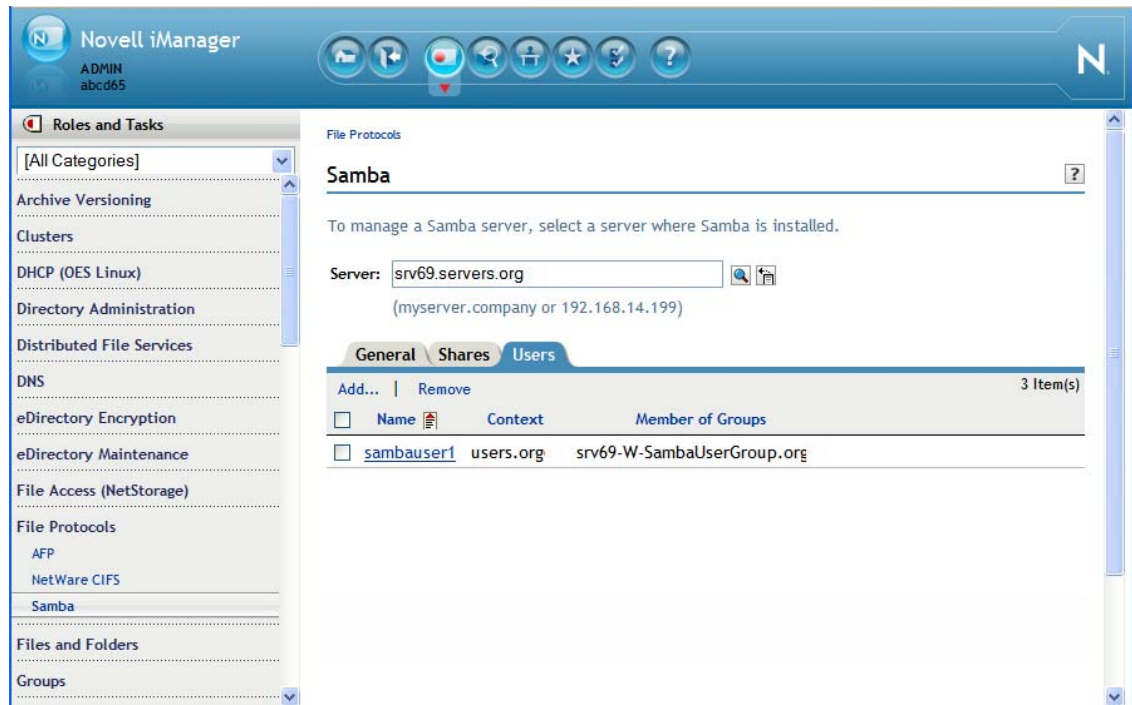 Novell iManager
ADMIN
abcd65
N
Roles and Tasks
[All Categories]
Archive Versioning
Clusters
DHCP (OES Linux)
Directory Administration
Distributed File Services
DNS
eDirectory Encryption
eDirectory Maintenance
File Access (NetStorage)
File Protocols
AFP
NetWare CIFS
Samba
Files and Folders
Groups
File Protocols
Samba
?
To manage a Samba server, select a server where Samba is installed.
Server: srv69.servers.org
(myserver.company or 192.168.14.199)
General Shares Users
Add... | Remove 3 Item(s)
Name Context Member of Groups
sambauser1 users.org srv69-W-SambaUserGroup.org